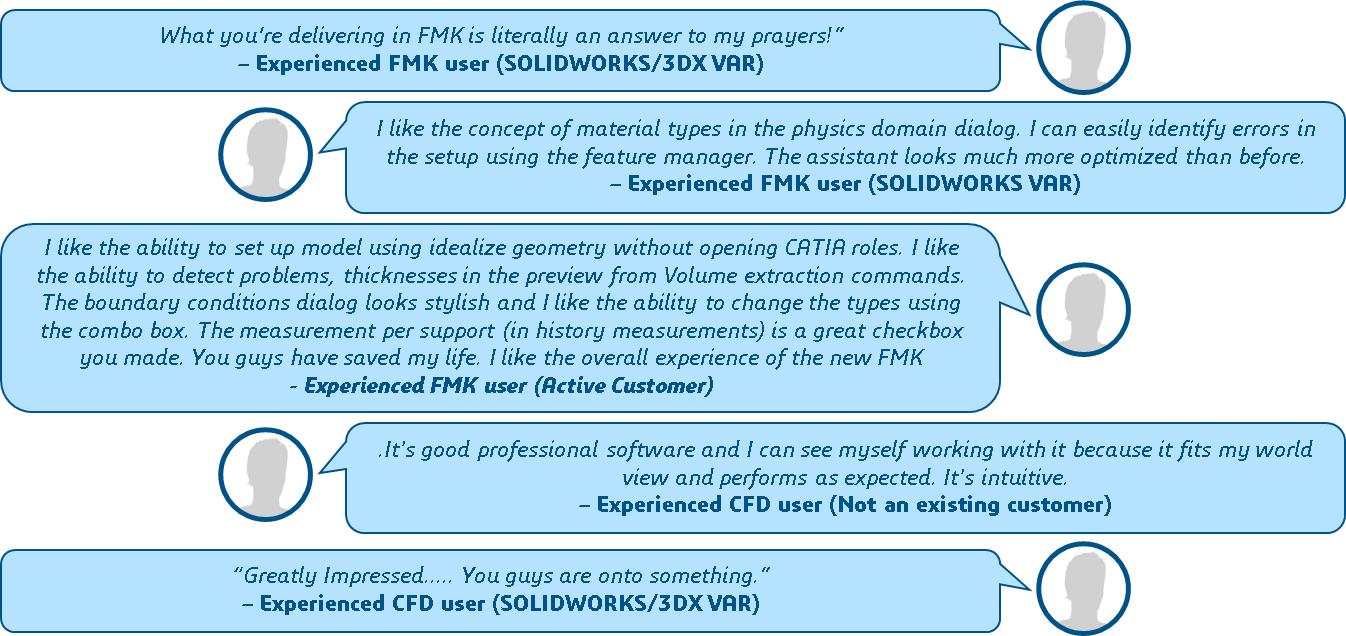 What you're delivering in FMK is literally an answer to my prayers!”
– Experienced FMK user (SOLIDWORKS/3DX VAR)
I like the concept of material types in the physics domain dialog. I can easily identify errors in
the setup using the feature manager. The assistant looks much more optimized than before.
– Experienced FMK user (SOLIDWORKS VAR)
I like the ability to set up model using idealize geometry without opening CATIA roles. I like
the ability to detect problems, thicknesses in the preview from Volume extraction commands.
The boundary conditions dialog looks stylish and I like the ability to change the types using
the combo box. The measurement per support (in history measurements) is a great checkbox
you made. You guys have saved my life. I like the overall experience of the new FMK
- Experienced FMK user (Active Customer)
.It's good professional software and I can see myself working with it because it fits my world
view and performs as expected. It's intuitive.
– Experienced CFD user (Not an existing customer)
“Greatly Impressed..... You guys are onto something.”
– Experienced CFD user (SOLIDWORKS/3DX VAR)